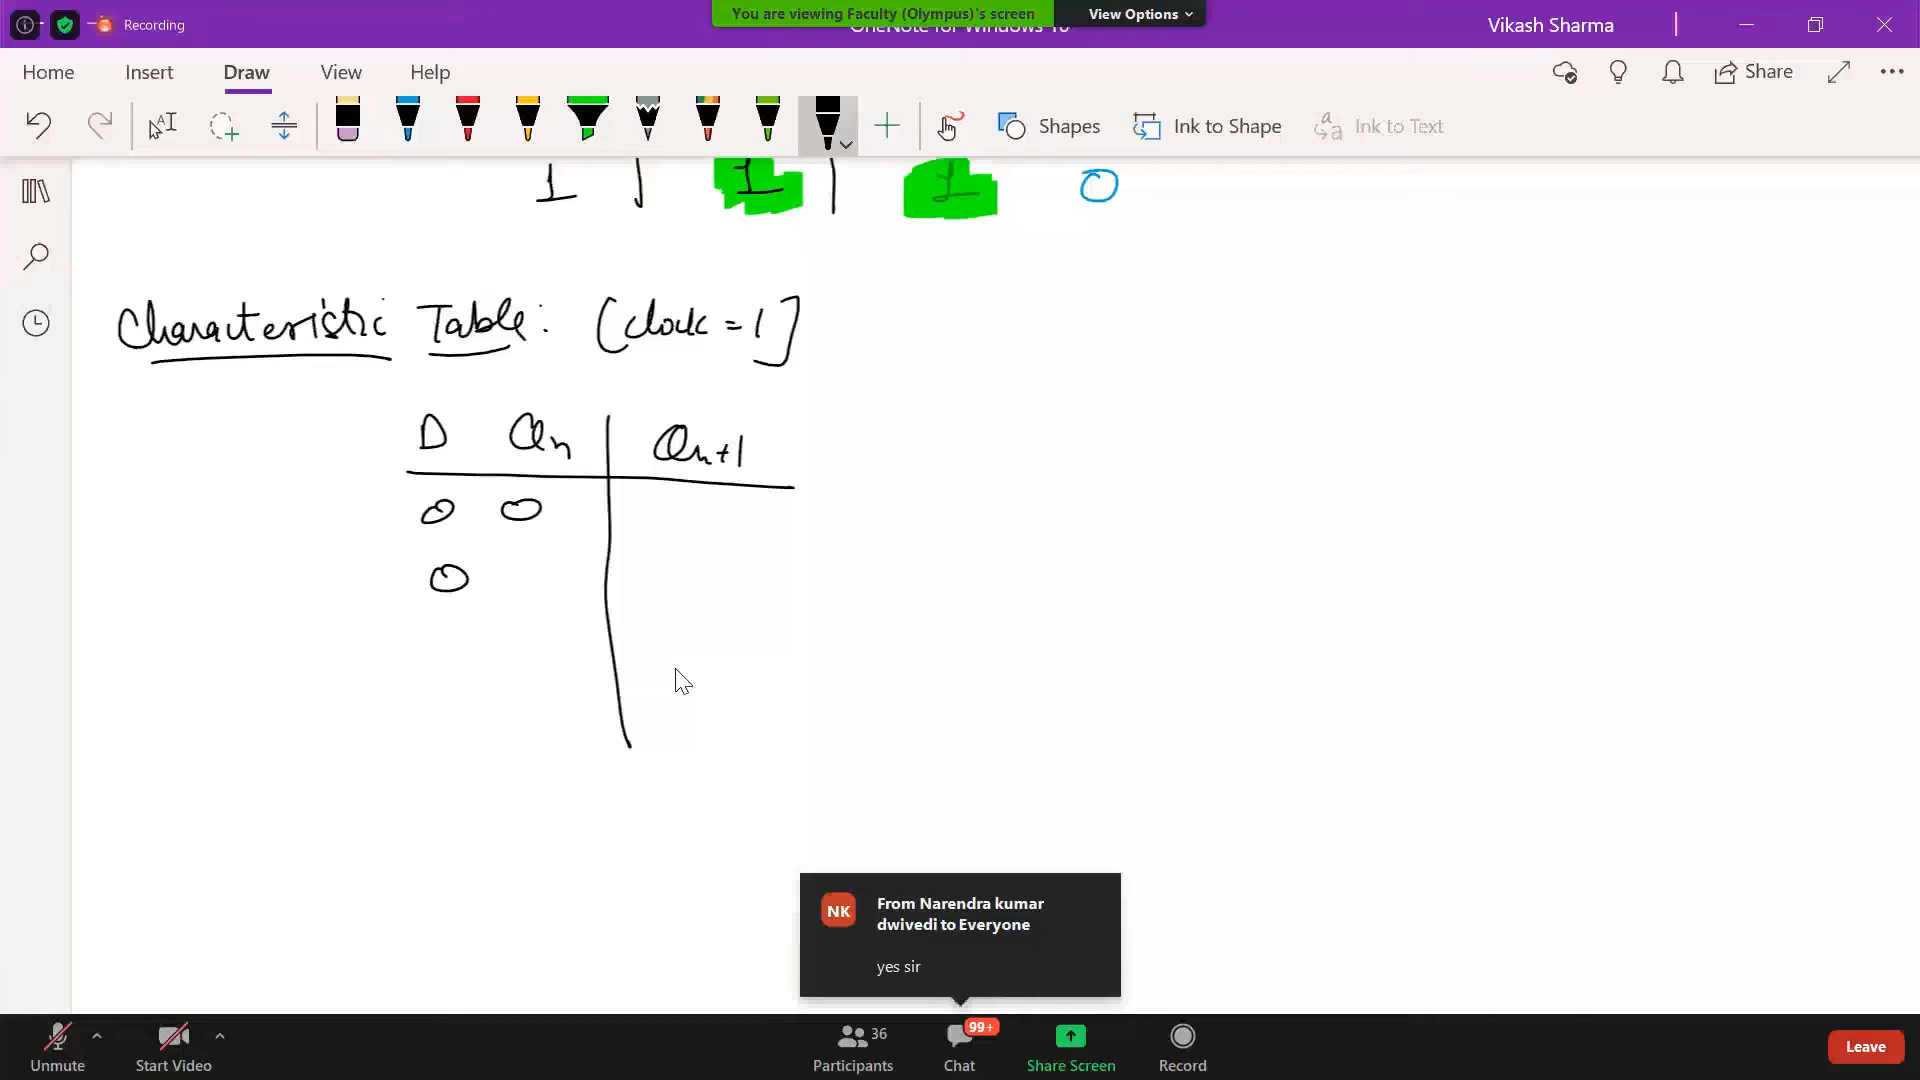 You are viewing Faculty (Olympus)'s screen
View Options
Recording
Vikash Sharma
Home Insert Draw View Help
Share
Shapes
Ink to Shape
Ink to Text
1 | 1 | 1 0
Characteristic Table: (clock = 1]
D Qn | Qn+1
0 0
0
NK
From Narendra kumar
dwivedi to Everyone
yes sir
36
99+
Unmute
Start Video
Participants
Chat
Share Screen
Record
Leave